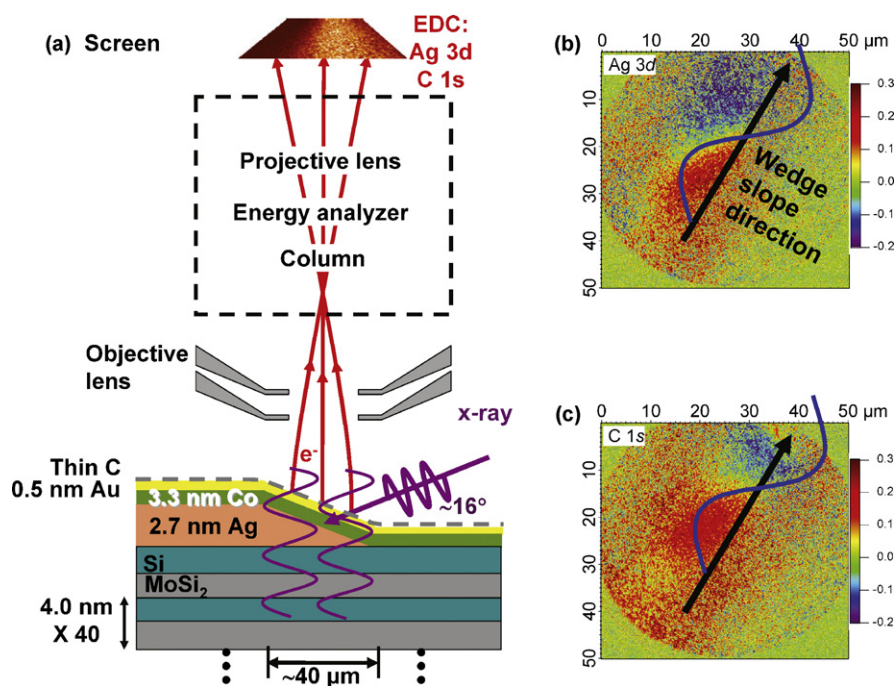 (a) Screen
EDC:
Ag 3d
C 1s
Projective lens
Energy analyzer
Column
Objective
lens
x-ray
e-
~16°
Thin C
0.5 nm Au
3.3 nm Co
2.7 nm Ag
Si
MoSi2
4.0 nm
X 40
~40 μm
(b)
0 10 20 30 40 50 μm
Ag 3d
10
20
30
40
50
Wedge
slope
direction
0.3
0.2
0.1
0.0
-0.1
-0.2
(c)
0 10 20 30 40 50 μm
C 1s
10
20
30
40
50
0.3
0.2
0.1
0.0
-0.1
-0.2